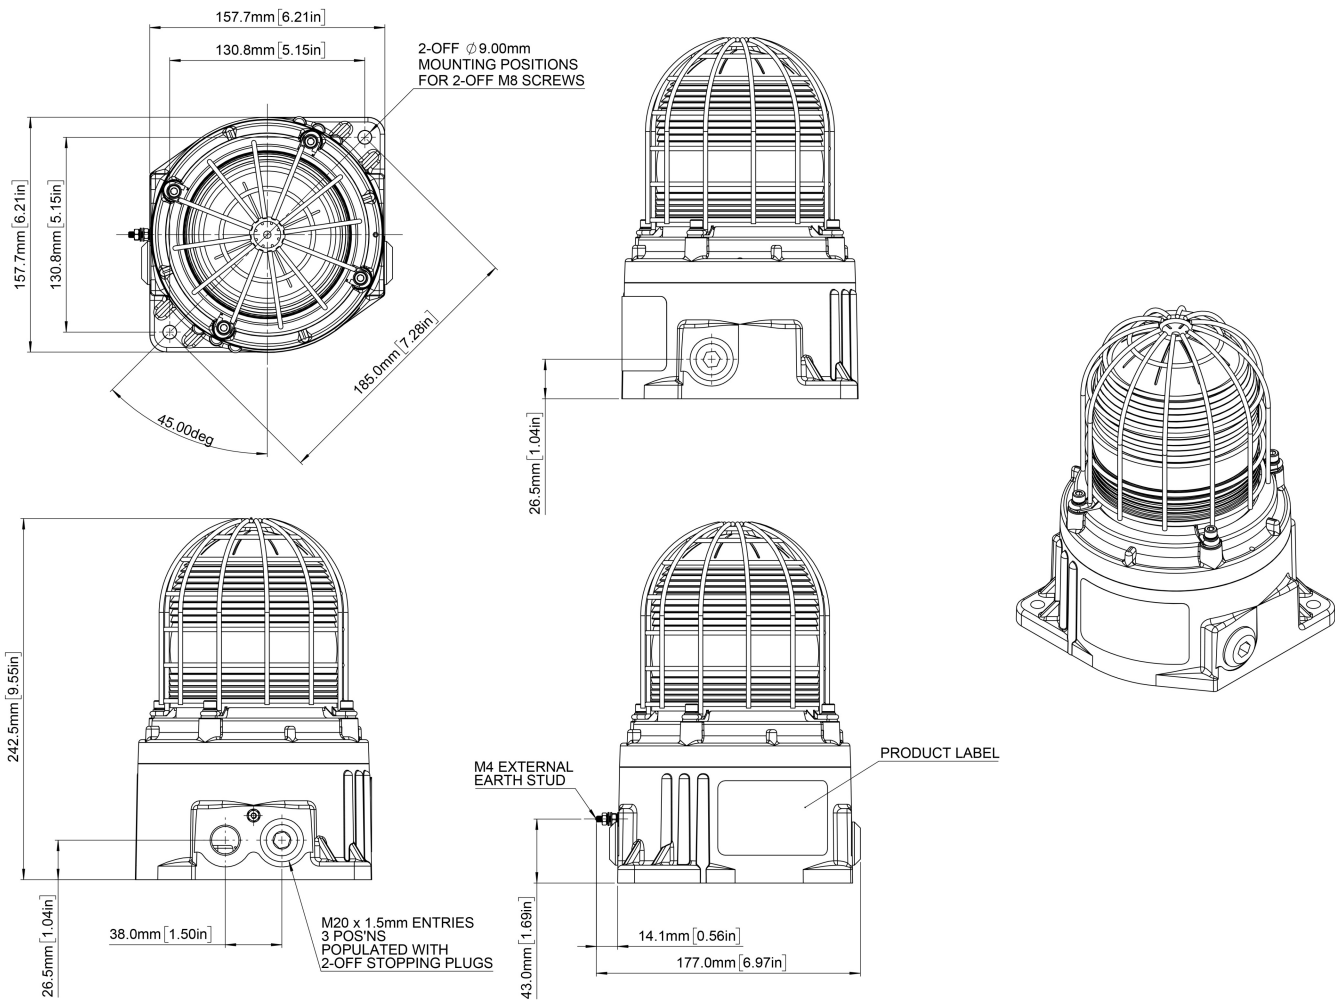 157.7mm[6.21in]
130.8mm[5.15in]
2-OFF ∅9.00mm
MOUNTING POSITIONS
FOR 2-OFF M8 SCREWS
157.7mm[6.21in]
130.8mm[5.15in]
185.0mm[7.28in]
45.00deg
26.5mm[1.04in]
242.5mm[9.55in]
26.5mm[1.04in]
38.0mm[1.50in]
M20 x 1.5mm ENTRIES
3 POS'NS
POPULATED WITH
2-OFF STOPPING PLUGS
M4 EXTERNAL
EARTH STUD
PRODUCT LABEL
43.0mm[1.69in]
14.1mm[0.56in]
177.0mm[6.97in]